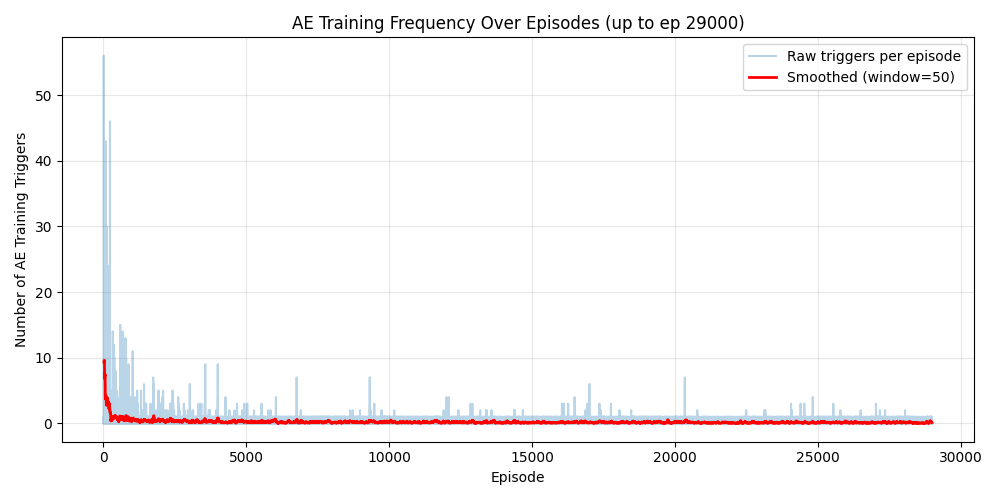 AE Training Frequency Over Episodes (up to ep 29000)
Raw triggers per episode
Smoothed (window=50)
Number of AE Training Triggers
50
40
30
20
10
0
0 5000 10000 15000 20000 25000 30000
Episode